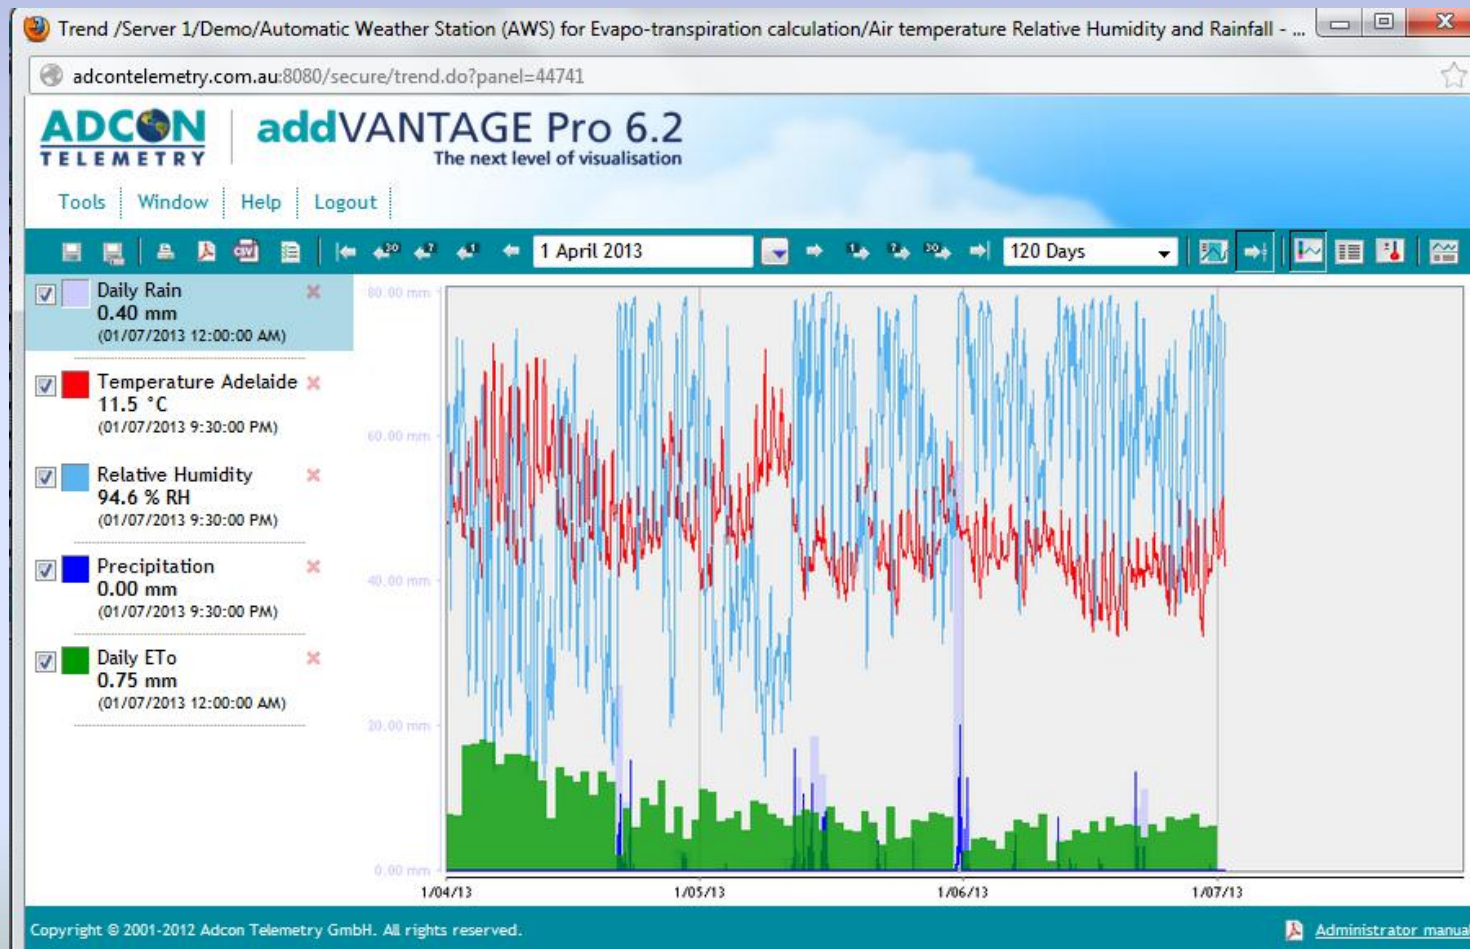 Trend /Server 1/Demo/Automatic Weather Station (AWS) for Evapo-transpiration calculation/Air temperature Relative Humidity and Rainfall - ...
adcontelemetry.com.au:8080/secure/trend.do?panel=44741
ADCON
TELEMETRY
addVANTAGE Pro 6.2
The next level of visualisation
Tools Window Help Logout
CSV 30 7 1 1 April 2013 1 7 30 120 Days
Daily Rain
0.40 mm
(01/07/2013 12:00:00 AM)
Temperature Adelaide
11.5 °C
(01/07/2013 9:30:00 PM)
Relative Humidity
94.6 % RH
(01/07/2013 9:30:00 PM)
Precipitation
0.00 mm
(01/07/2013 9:30:00 PM)
Daily ETo
0.75 mm
(01/07/2013 12:00:00 AM)
80.00 mm
60.00 mm
40.00 mm
20.00 mm
0.00 mm
1/04/13 1/05/13 1/06/13 1/07/13
Copyright © 2001-2012 Adcon Telemetry GmbH. All rights reserved.
Administrator manual